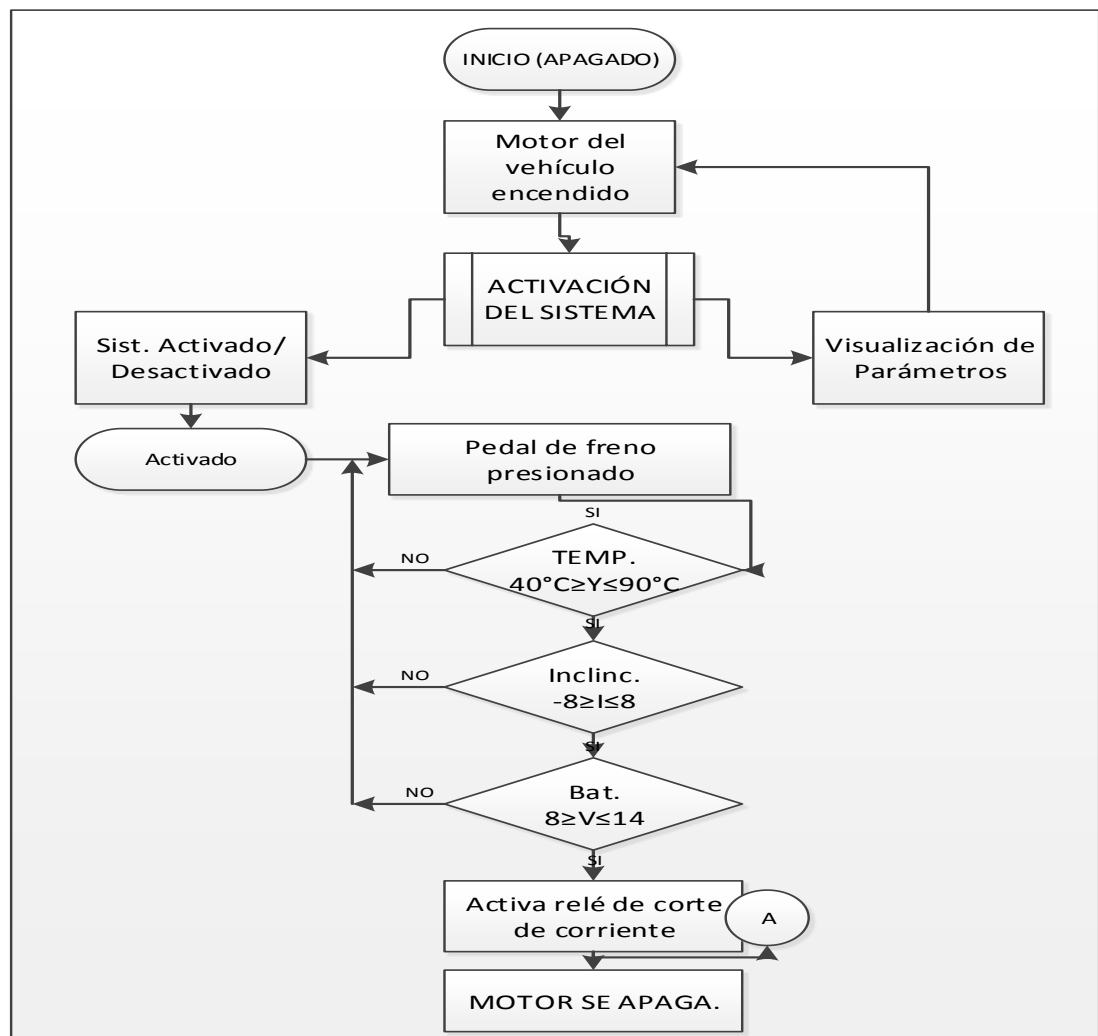 INICIO (APAGADO)
Motor del
vehículo
encendido
ACTIVACIÓN
DEL SISTEMA
Sist. Activado/
Desactivado
Visualización de
Parámetros
Activado
Pedal de freno
presionado
SI
NO
TEMP.
40°C≥Y≤90°C
SI
NO
Inclinc.
-8≥I≤8
SI
NO
Bat.
8≥V≤14
SI
Activa relé de corte
de corriente
A
MOTOR SE APAGA.